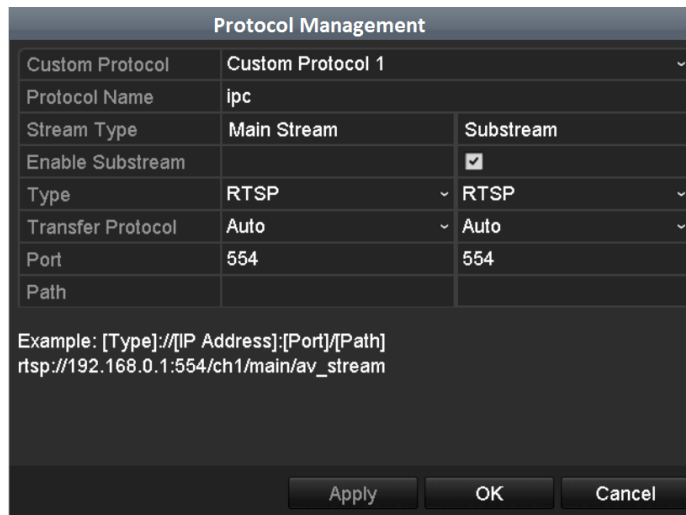 Protocol Management
Custom Protocol Custom Protocol 1
Protocol Name ipc
Stream Type Main Stream Substream
Enable Substream
Type RTSP RTSP
Transfer Protocol Auto Auto
Port 554 554
Path
Example: [Type]://[IP Address]:[Port]/[Path]
rtsp://192.168.0.1:554/ch1/main/av_stream
Apply OK Cancel